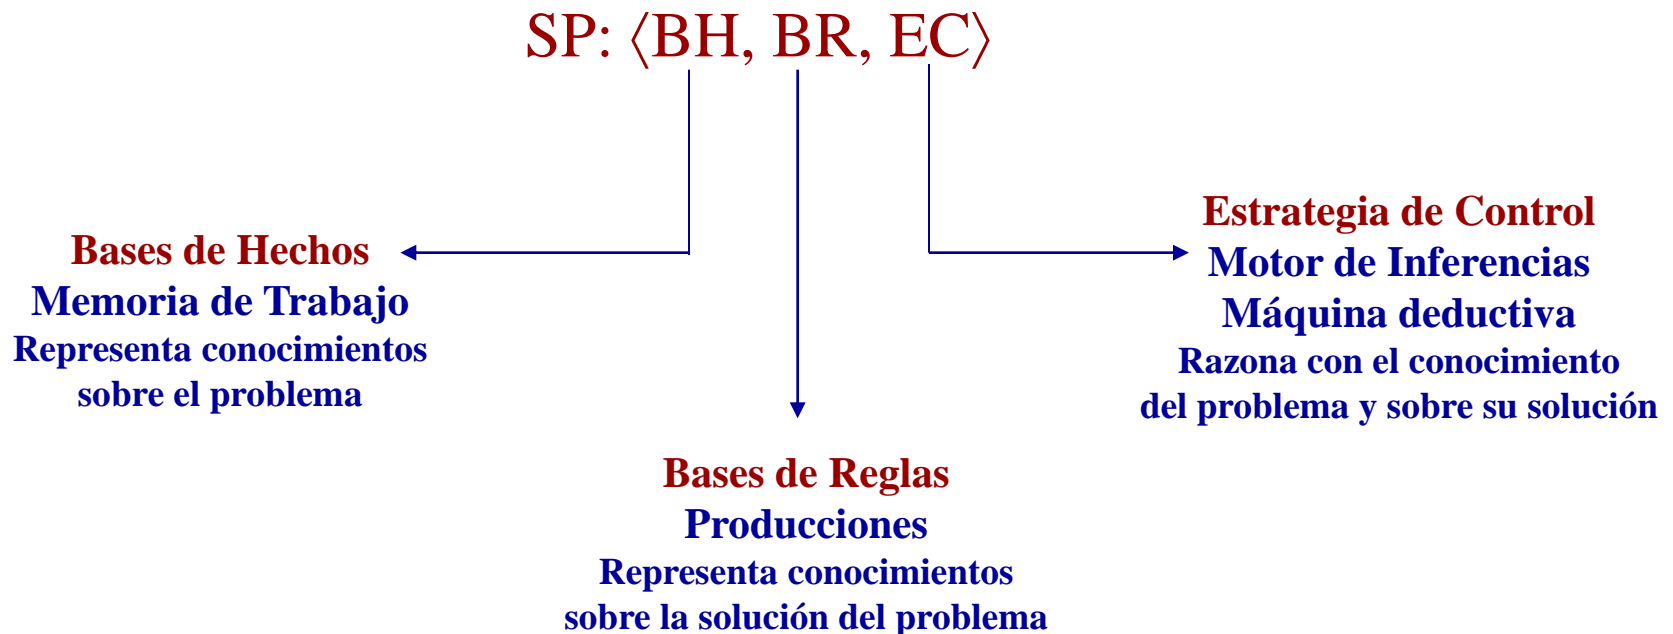 SP: ⟨BH, BR, EC⟩
Bases de Hechos
Memoria de Trabajo
Representa conocimientos
sobre el problema
Bases de Reglas
Producciones
Representa conocimientos
sobre la solución del problema
Estrategia de Control
Motor de Inferencias
Máquina deductiva
Razona con el conocimiento
del problema y sobre su solución